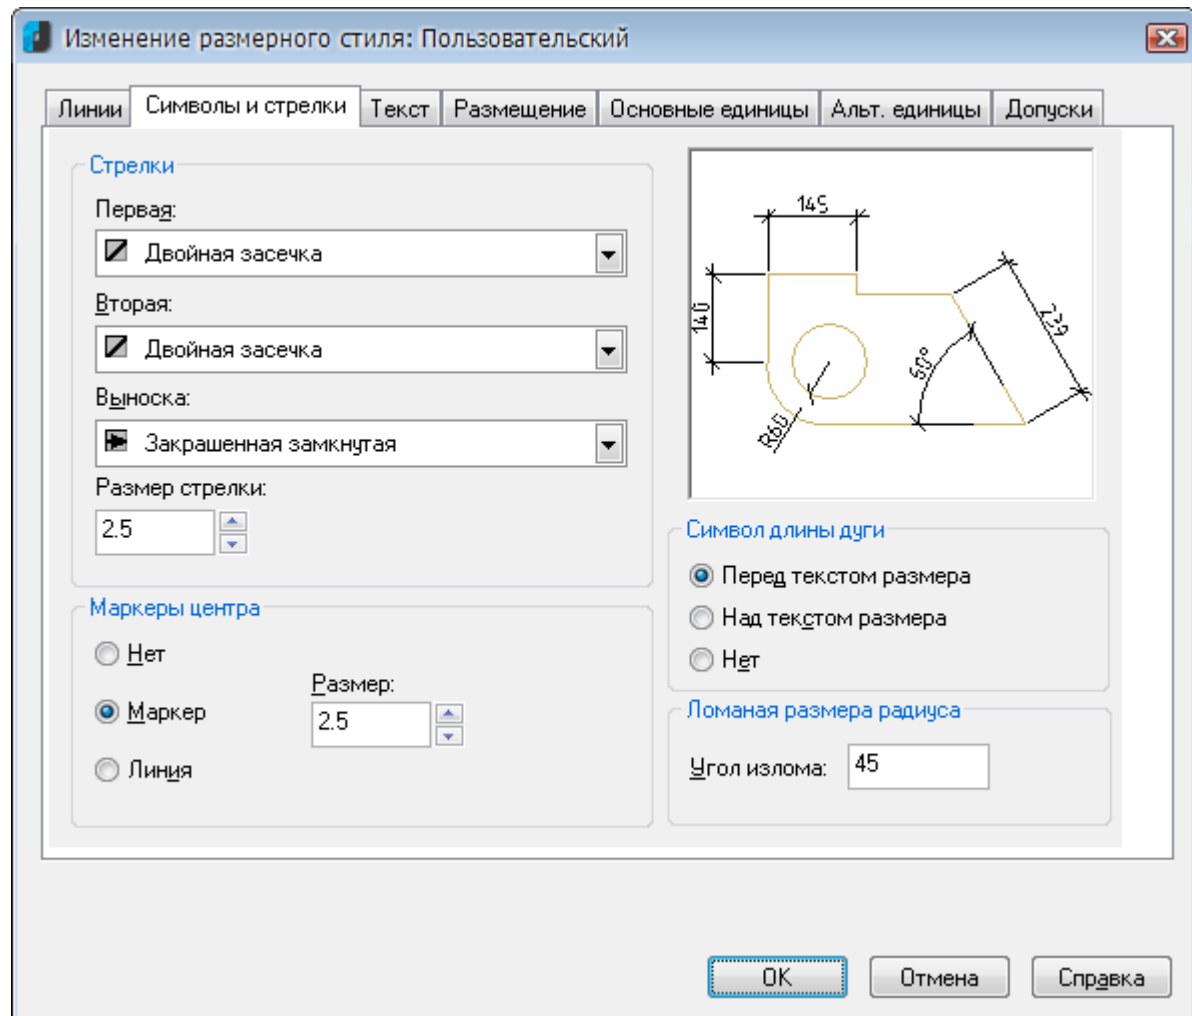 Изменение размерного стиля: Пользовательский
Линии Символы и стрелки Текст Размещение Основные единицы Альт. единицы Допуски
Стрелки
Первая:
Двойная засечка
Вторая:
Двойная засечка
Выноска:
Закрашенная замкнутая
Размер стрелки:
2.5
Маркеры центра
Нет
Маркер
Линия
Размер:
2.5
145
140
239
60°
R60
Символ длины дуги
Перед текстом размера
Над текстом размера
Нет
Ломаная размера радиуса
Угол излома: 45
OK Отмена Справка